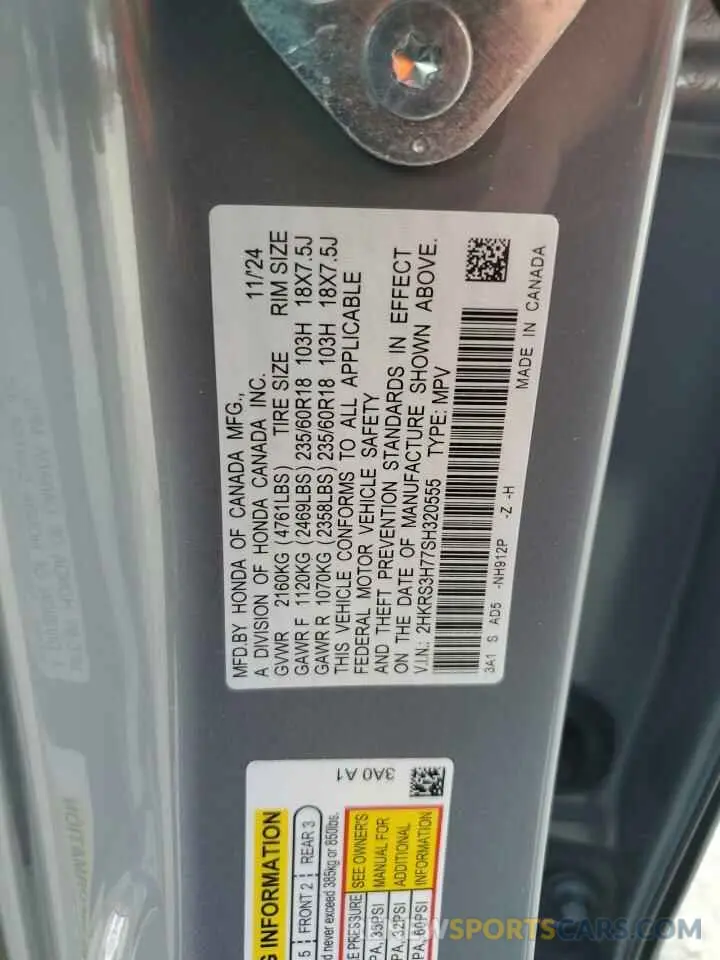 MFD.BY HONDA OF CANADA MFG., 11/'24
A DIVISION OF HONDA CANADA INC.
GVWR 2160KG (4761LBS) TIRE SIZE RIM SIZE
GAWR F 1120KG (2469LBS) 235/60R18 103H 18X7.5J
GAWR R 1070KG (2358LBS) 235/60R18 103H 18X7.5J
THIS VEHICLE CONFORMS TO ALL APPLICABLE
FEDERAL MOTOR VEHICLE SAFETY
AND THEFT PREVENTION STANDARDS IN EFFECT
ON THE DATE OF MANUFACTURE SHOWN ABOVE.
V.I.N.: 2HKRS3H77SH320555 TYPE: MPV
3A1 S AD5 -NH912P -Z -H
MADE IN CANADA
3A0 A1
INFORMATION
5 FRONT 2 REAR 3
never exceed 385kg or 850lbs.
PRESSURE SEE OWNER'S
35PSI MANUAL FOR
32PSI ADDITIONAL
60PSI INFORMATION
WSPORTSCARS.COM